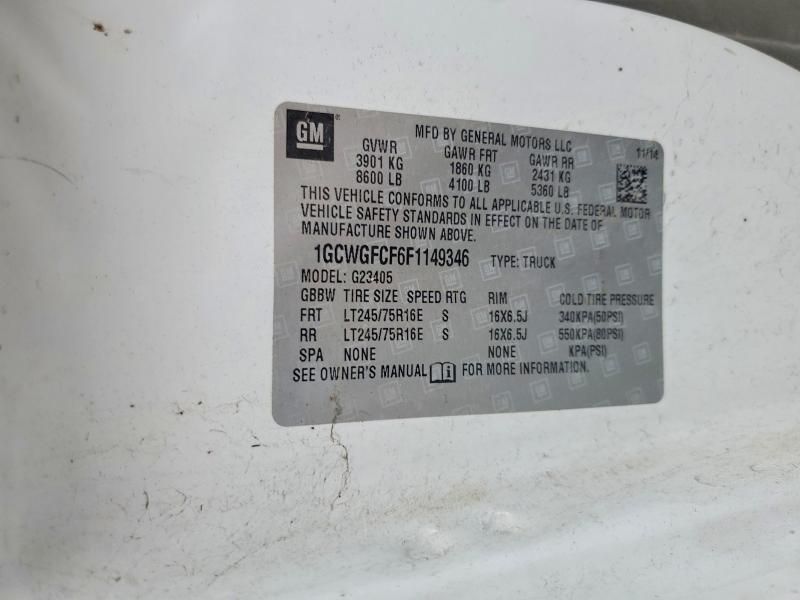 GM
MFD BY GENERAL MOTORS LLC 11/14
GVWR GAWR FRT GAWR RR
3901 KG 1860 KG 2431 KG
8600 LB 4100 LB 5360 LB
THIS VEHICLE CONFORMS TO ALL APPLICABLE U.S. FEDERAL MOTOR
VEHICLE SAFETY STANDARDS IN EFFECT ON THE DATE OF
MANUFACTURE SHOWN ABOVE.
1GCWGFCF6F1149346 TYPE: TRUCK
MODEL: G23405
GBBW TIRE SIZE SPEED RTG RIM COLD TIRE PRESSURE
FRT LT245/75R16E S 16X6.5J 340KPA(50PSI)
RR LT245/75R16E S 16X6.5J 550KPA(80PSI)
SPA NONE NONE KPA(PSI)
SEE OWNER'S MANUAL FOR MORE INFORMATION.